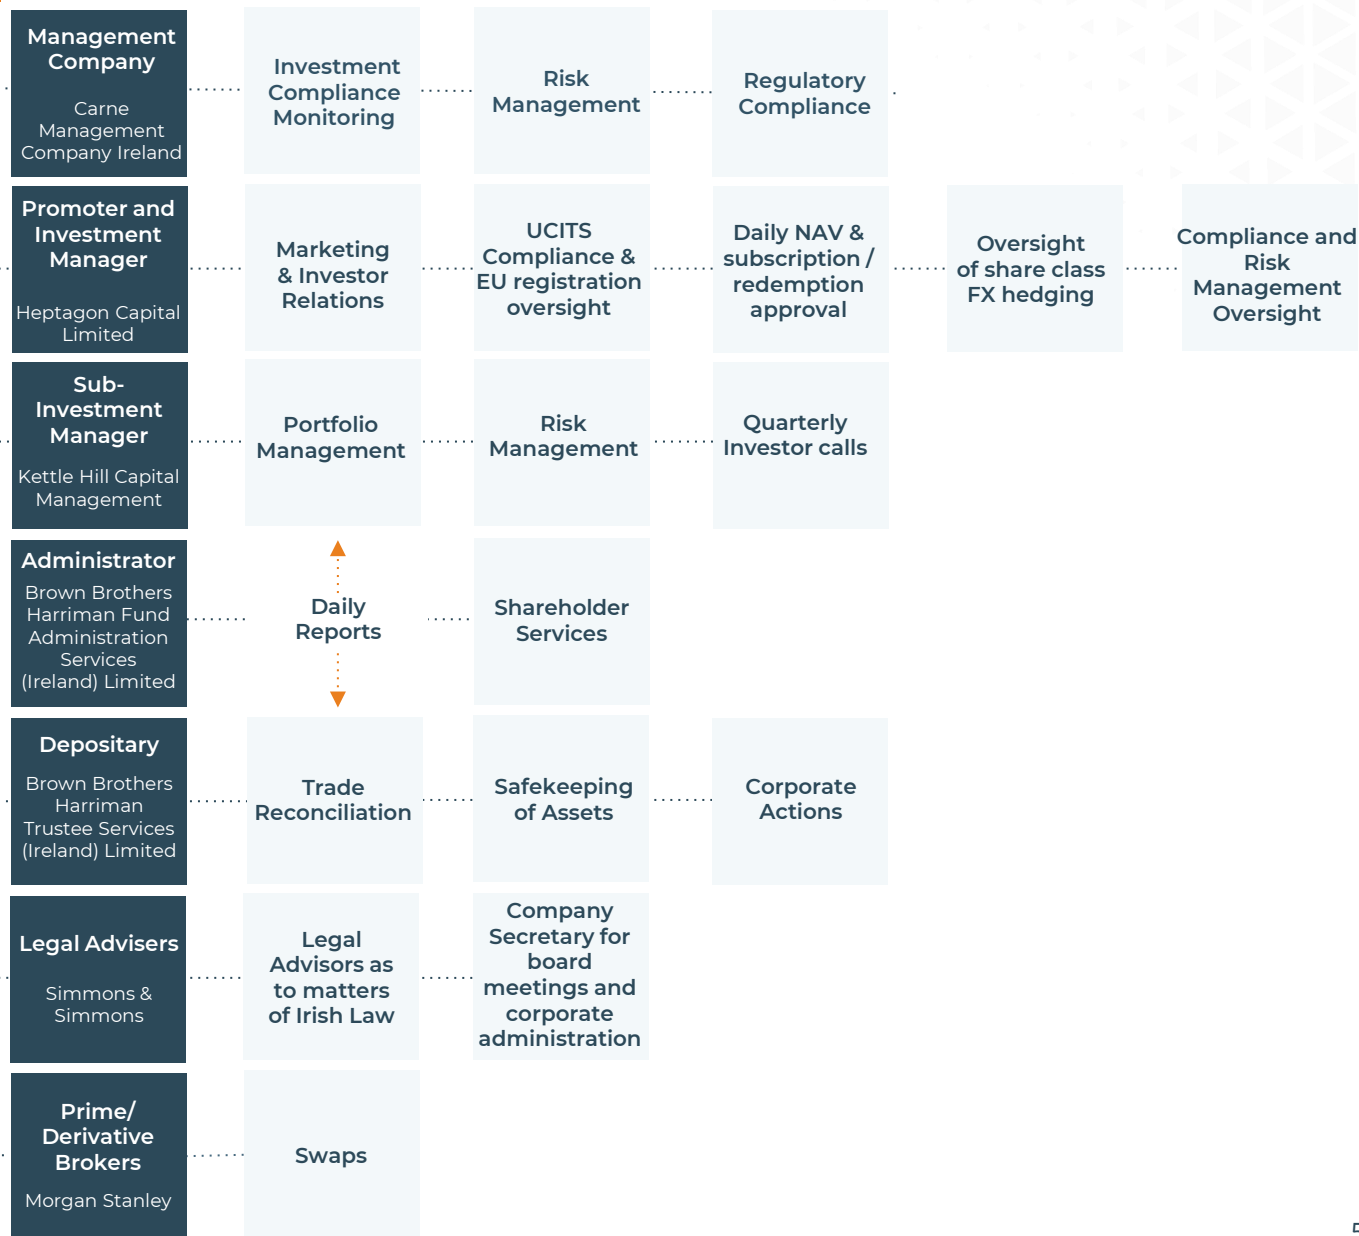 Management
Company
Carne
Management
Company Ireland
Investment
Compliance
Monitoring
Risk
Management
Regulatory
Compliance
Promoter and
Investment
Manager
Heptagon Capital
Limited
Marketing
& Investor
Relations
UCITS
Compliance &
EU registration
oversight
Daily NAV &
subscription /
redemption
approval
Oversight
of share class
FX hedging
Compliance and
Risk
Management
Oversight
Sub-
Investment
Manager
Kettle Hill Capital
Management
Portfolio
Management
Risk
Management
Quarterly
Investor calls
Administrator
Brown Brothers
Harriman Fund
Administration
Services
(Ireland) Limited
Daily
Reports
Shareholder
Services
Depositary
Brown Brothers
Harriman
Trustee Services
(Ireland) Limited
Trade
Reconciliation
Safekeeping
of Assets
Corporate
Actions
Legal Advisers
Simmons &
Simmons
Legal
Advisors as
to matters
of Irish Law
Company
Secretary for
board
meetings and
corporate
administration
Prime/
Derivative
Brokers
Morgan Stanley
Swaps